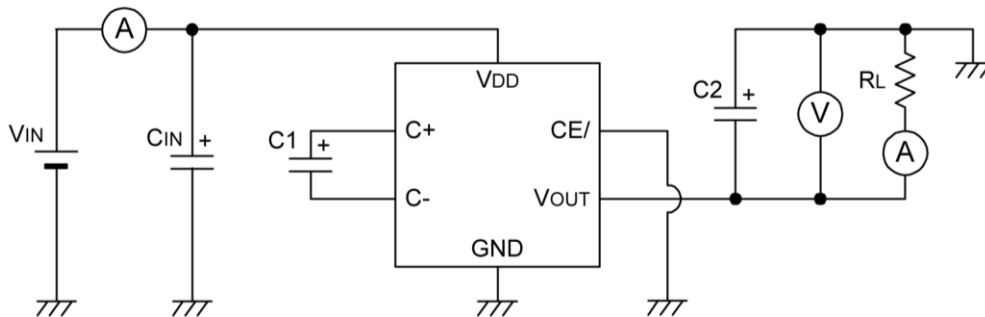 A
VDD
VIN
CIN
+
C1
+
C+
C-
GND
CE/
VOUT
C2
+
V
RL
A